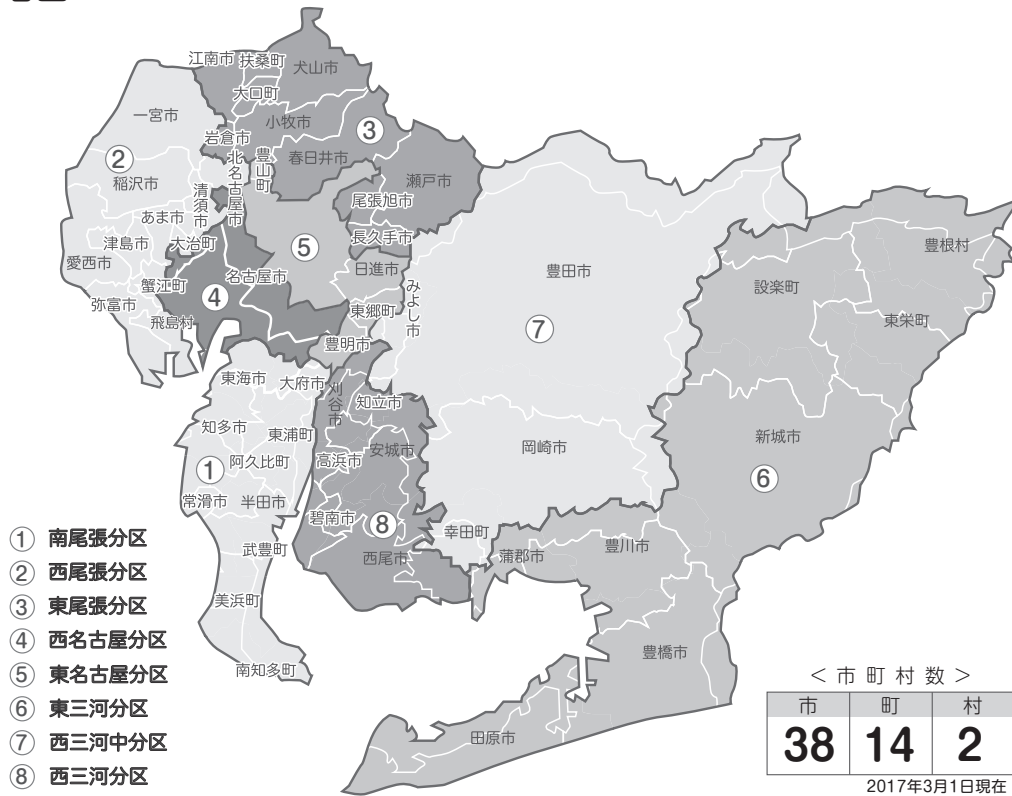 江南市
扶桑町
犬山市
大口町
一宮市
小牧市
③
岩倉市
②
北名古屋市
豊山町
春日井市
瀬戸市
稲沢市
清須市
尾張旭市
あま市
⑤
長久手市
津島市
大治町
豊根村
愛西市
名古屋市
日進市
豊田市
設楽町
蟹江町
④
みよし市
弥富市
東郷町
東栄町
飛島村
⑦
豊明市
東海市
大府市
刈谷市
知立市
知多市
東浦町
新城市
岡崎市
安城市
阿久比町
高浜市
①
⑥
常滑市
半田市
碧南市
⑧
幸田町
武豊町
西尾市
蒲郡市
豊川市
美浜町
豊橋市
南知多町
田原市
① 南尾張分区
② 西尾張分区
③ 東尾張分区
④ 西名古屋分区
⑤ 東名古屋分区
⑥ 東三河分区
⑦ 西三河中分区
⑧ 西三河分区
＜市町村数＞
市 町 村
38 14 2
2017年3月1日現在